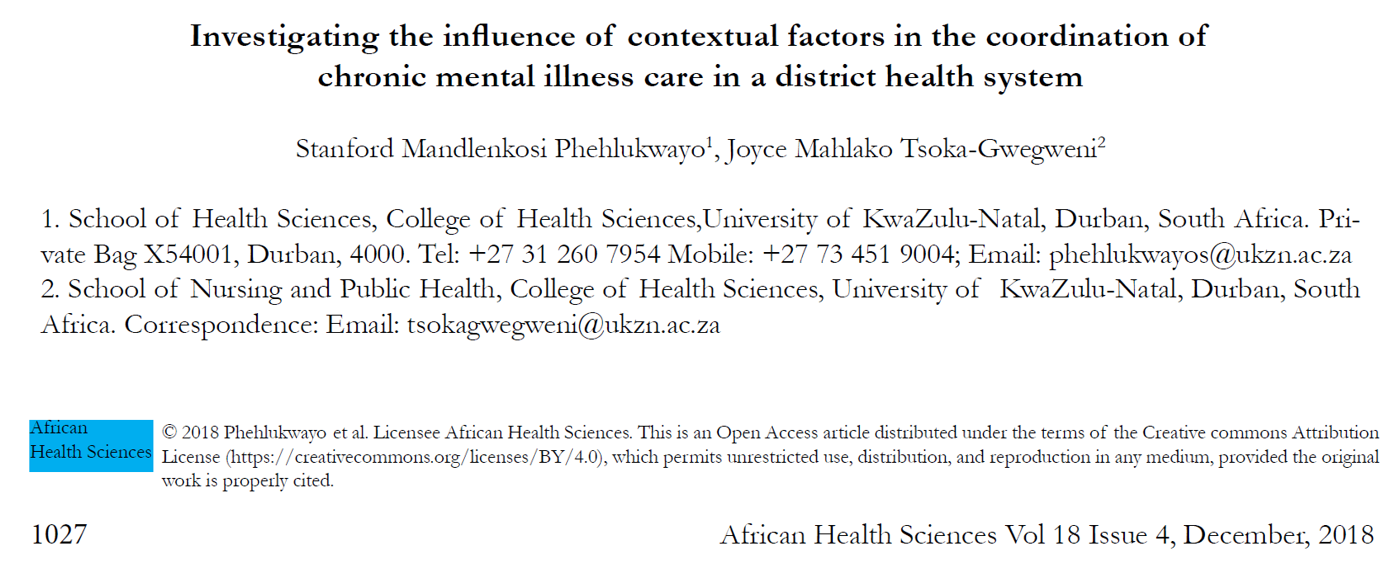 Investigating the influence of contextual factors in the coordination of
chronic mental illness care in a district health system
Stanford Mandlenkosi Phehlukwayo¹, Joyce Mahlako Tsoka-Gwegweni²
1. School of Health Sciences, College of Health Sciences,University of KwaZulu-Natal, Durban, South Africa. Pri-
vate Bag X54001, Durban, 4000. Tel: +27 31 260 7954 Mobile: +27 73 451 9004; Email: phehlukwayos@ukzn.ac.za
2. School of Nursing and Public Health, College of Health Sciences, University of KwaZulu-Natal, Durban, South
Africa. Correspondence: Email: tsokagwegweni@ukzn.ac.za
African
Health Sciences
© 2018 Phehlukwayo et al. Licensee African Health Sciences. This is an Open Access article distributed under the terms of the Creative commons Attribution
License (https://creativecommons.org/licenses/BY/4.0), which permits unrestricted use, distribution, and reproduction in any medium, provided the original
work is properly cited.
1027
African Health Sciences Vol 18 Issue 4, December, 2018